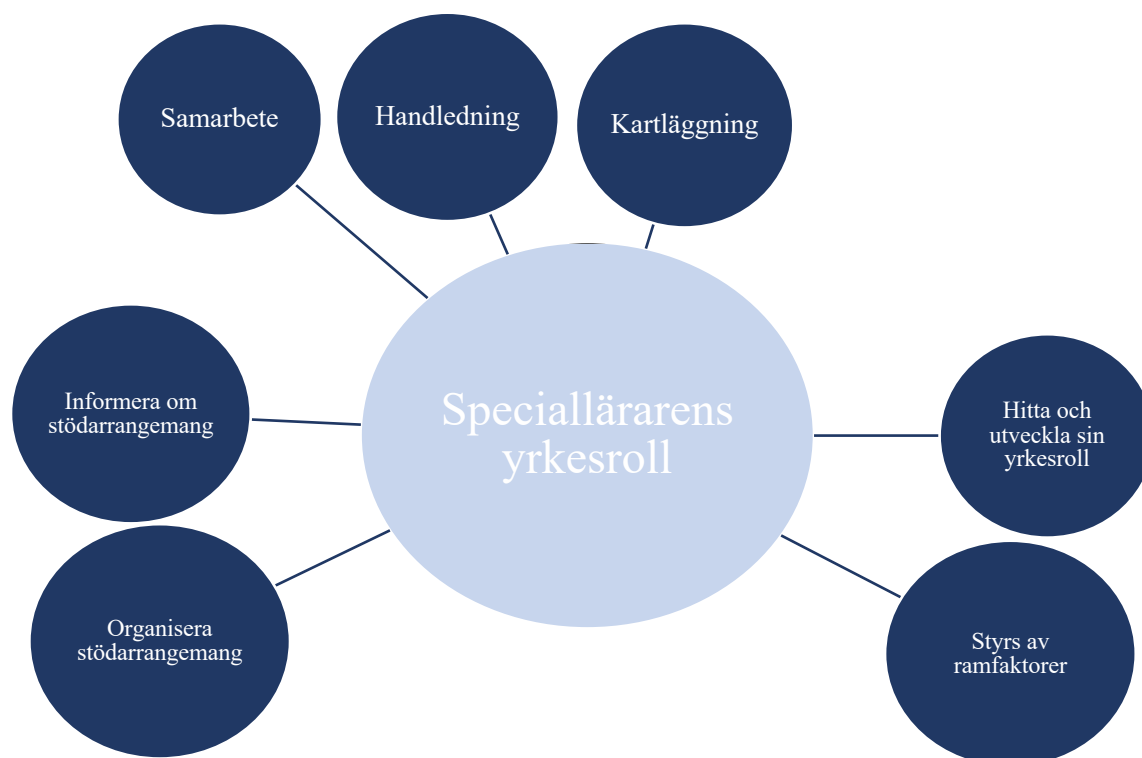 Samarbete
Handledning
Kartläggning
Informera om
stödarrangemang
Speciallärarens
yrkesroll
Hitta och
utveckla sin
yrkesroll
Organisera
stödarrangemang
Styrs av
ramfaktorer